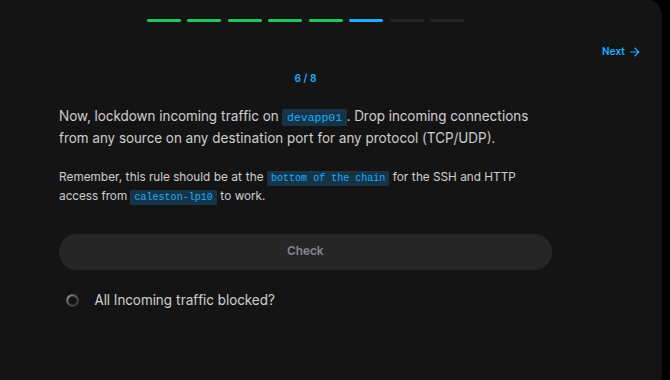 Next →
6 / 8
Now, lockdown incoming traffic on devapp01. Drop incoming connections
from any source on any destination port for any protocol (TCP/UDP).
Remember, this rule should be at the bottom of the chain for the SSH and HTTP
access from caleston-lp10 to work.
Check
All Incoming traffic blocked?